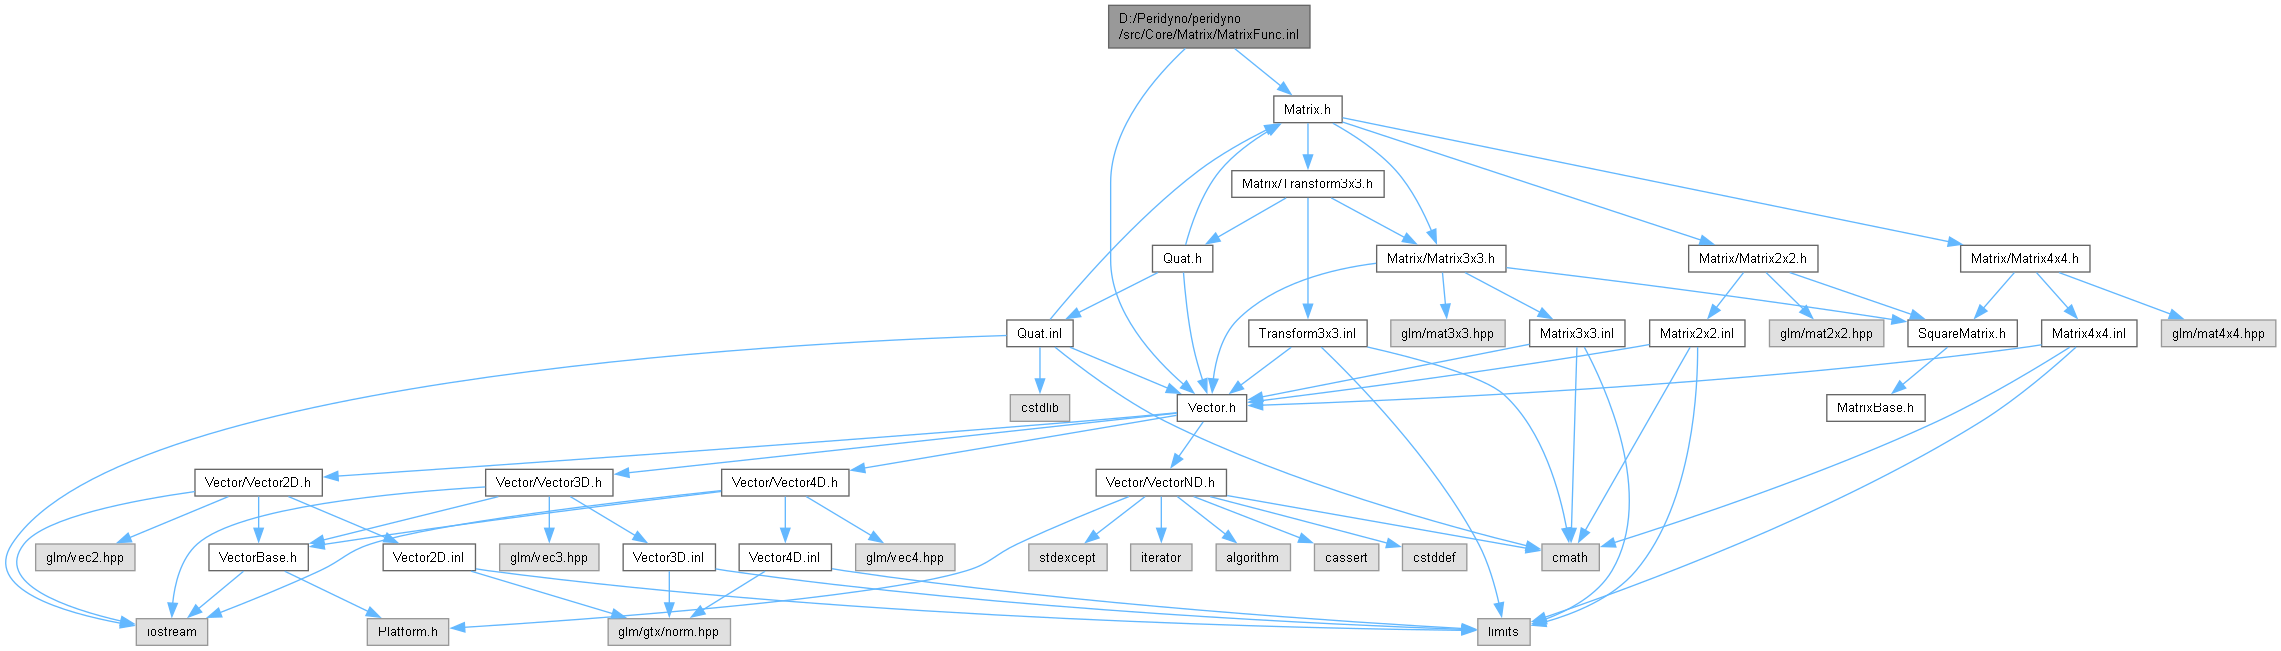 D:/Peridyno/peridyno
/src/Core/Matrix/MatrixFunc.inl
Matrix.h
Matrix/Transform3x3.h
Quat.h
Matrix/Matrix3x3.h
Matrix/Matrix2x2.h
Matrix/Matrix4x4.h
Quat.inl
Transform3x3.inl
glm/mat3x3.hpp
Matrix3x3.inl
Matrix2x2.inl
glm/mat2x2.hpp
SquareMatrix.h
Matrix4x4.inl
glm/mat4x4.hpp
cstdlib
Vector.h
MatrixBase.h
Vector/Vector2D.h
Vector/Vector3D.h
Vector/Vector4D.h
Vector/VectorND.h
glm/vec2.hpp
VectorBase.h
Vector2D.inl
glm/vec3.hpp
Vector3D.inl
Vector4D.inl
glm/vec4.hpp
stdexcept
iterator
algorithm
cassert
cstddef
cmath
iostream
Platform.h
glm/gtx/norm.hpp
limits